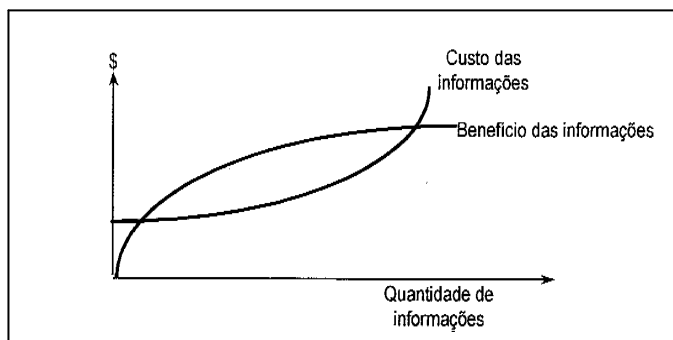 $
Custo das
informações
Benefício das informações
Quantidade de
informações